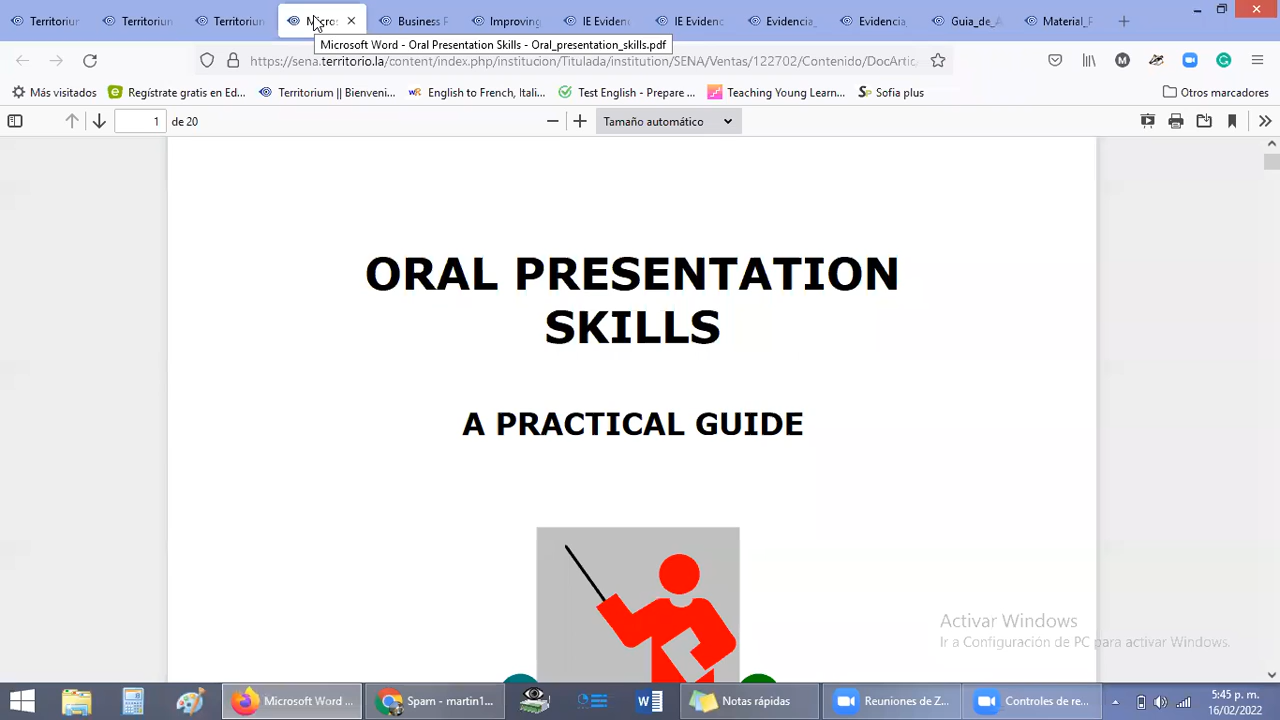 Territoriun
Territoriun
Territoriun
Micros
Business F
Improving
IE Evidenc
IE Evidenc
Evidencia_
Evidencia_
Guia_de_A
Material_F
Microsoft Word - Oral Presentation Skills - Oral_presentation_skills.pdf
https://sena.territorio.la/content/index.php/institucion/Titulada/institution/SENA/Ventas/122702/Contenido/DocArtic
Más visitados
Regístrate gratis en Ed...
Territorium || Bienveni...
English to French, Itali...
Test English - Prepare ...
Teaching Young Learn...
Sofia plus
Otros marcadores
1 de 20
Tamaño automático
ORAL PRESENTATION
SKILLS
A PRACTICAL GUIDE
Activar Windows
Ir a Configuración de PC para activar Windows.
Microsoft Word ...
Spam - martin1...
Notas rápidas
Reuniones de Z...
Controles de re...
5:45 p. m.
16/02/2022